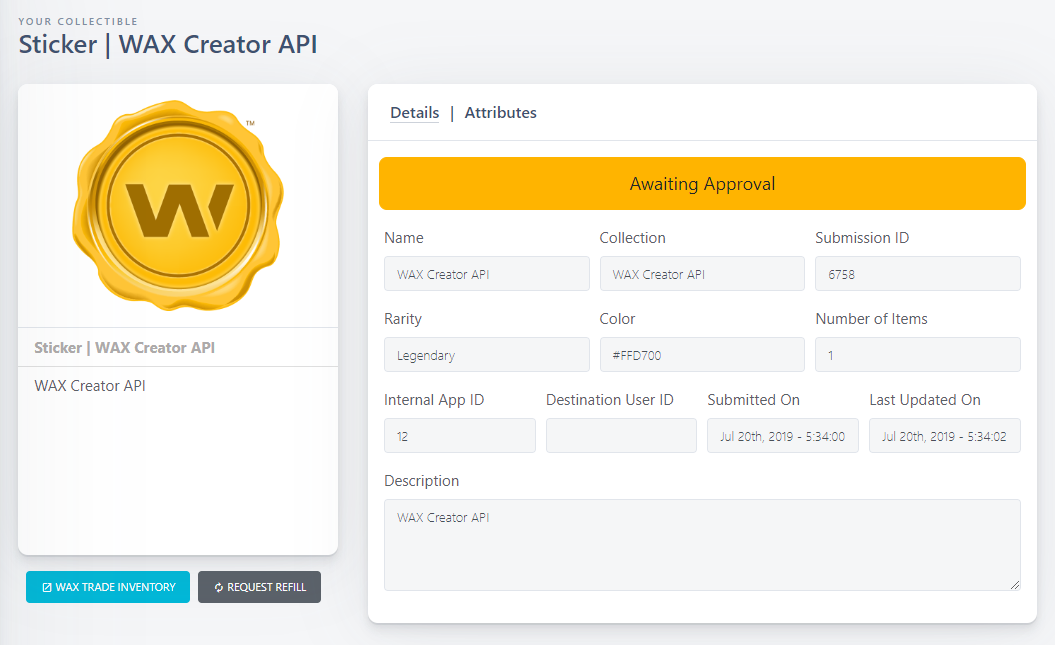 YOUR COLLECTIBLE
Sticker | WAX Creator API
TM
W
Sticker | WAX Creator API
WAX Creator API
WAX TRADE INVENTORY
REQUEST REFILL
Details | Attributes
Awaiting Approval
Name Collection Submission ID
WAX Creator API WAX Creator API 6758
Rarity Color Number of Items
Legendary #FFD700 1
Internal App ID Destination User ID Submitted On Last Updated On
12 Jul 20th, 2019 - 5:34:00 Jul 20th, 2019 - 5:34:02
Description
WAX Creator API